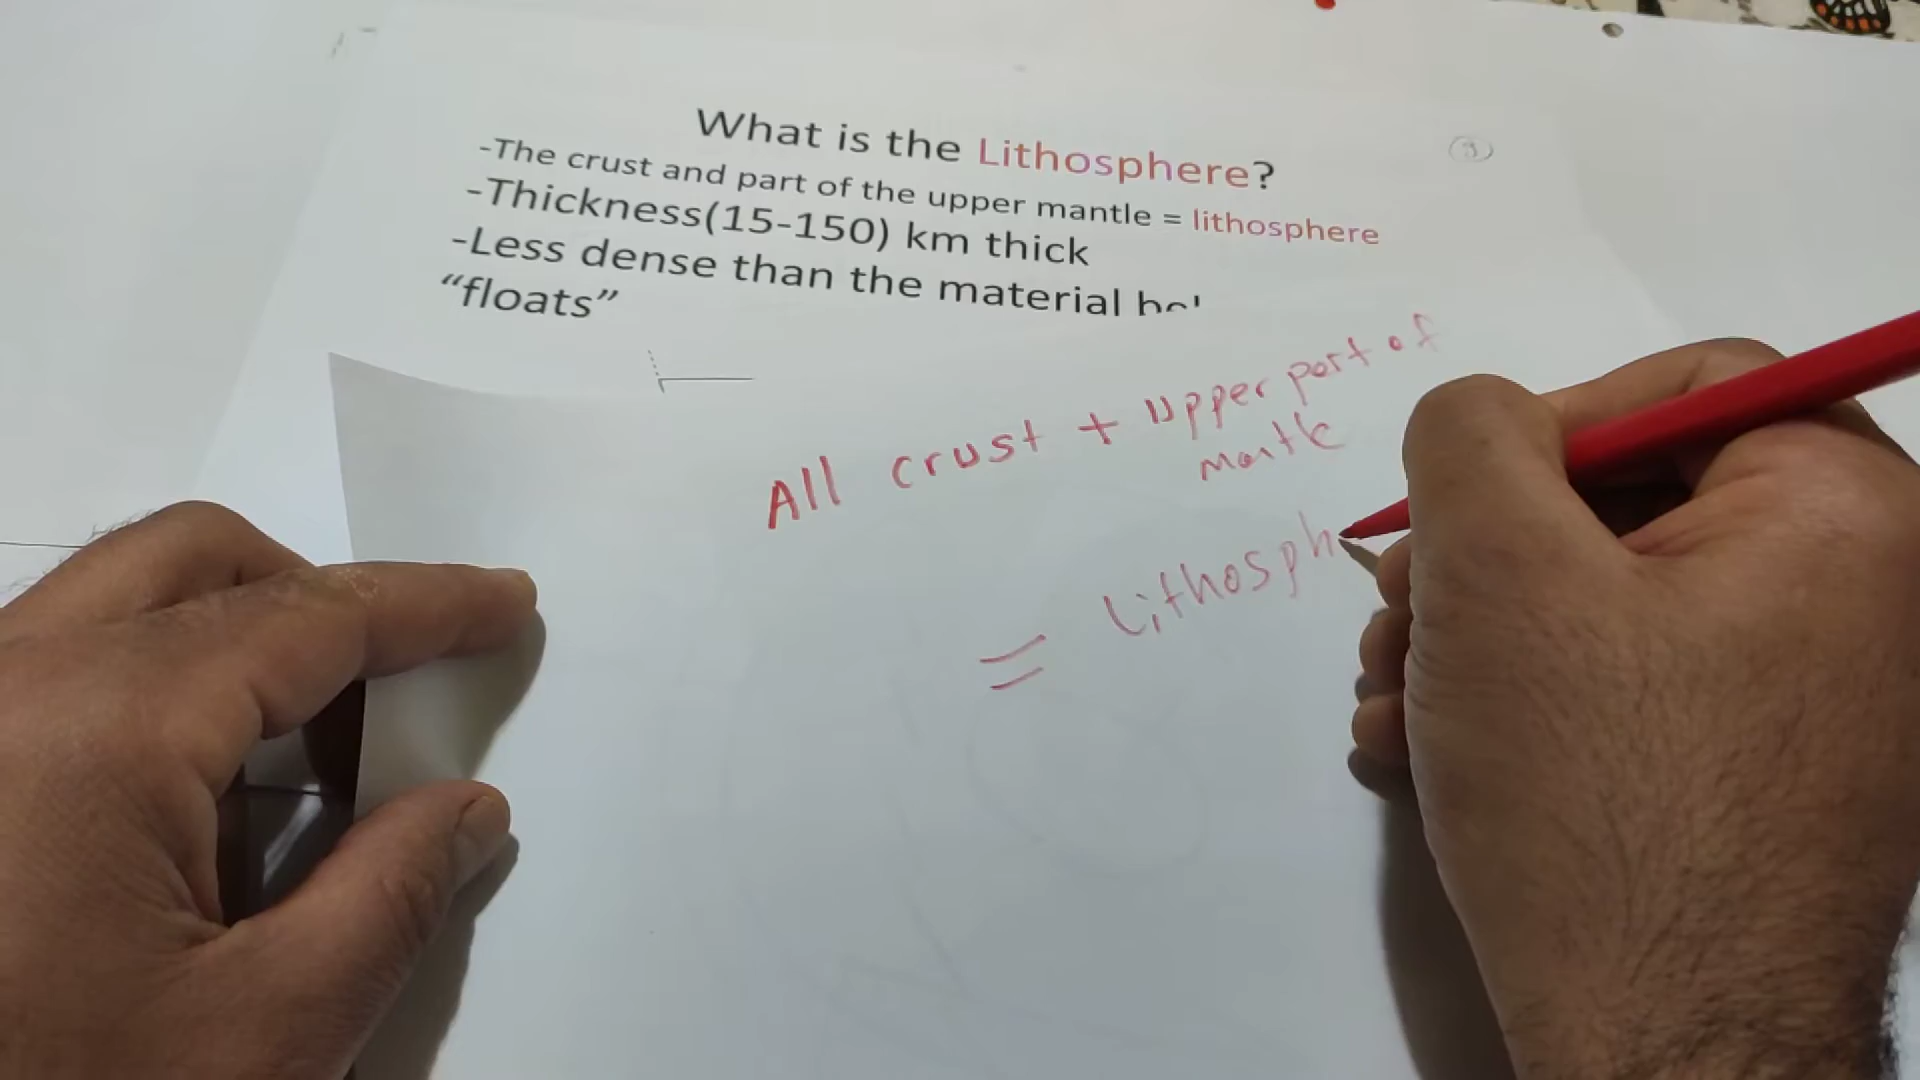 What is the Lithosphere?
9
-The crust and part of the upper mantle = lithosphere
-Thickness(15-150) km thick
-Less dense than the material
“floats”
All crust + upper part of
mantle
= Lithosph